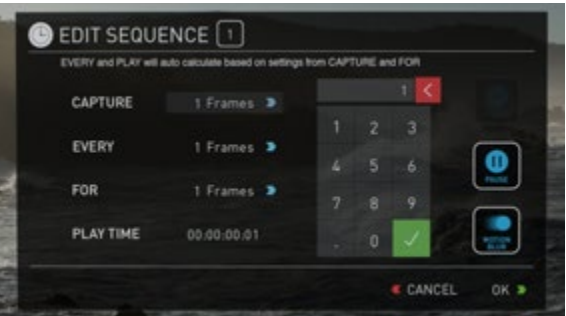 EDIT SEQUENCE 1
EVERY and PLAY will auto calculate based on settings from CAPTURE and FOR
CAPTURE 1 Frames
EVERY 1 Frames
FOR 1 Frames
PLAY TIME 00:00:00.01
1 <
1 2 3
4 5 6
7 8 9
. 0
PAUSE
MOTION
BLUR
CANCEL OK